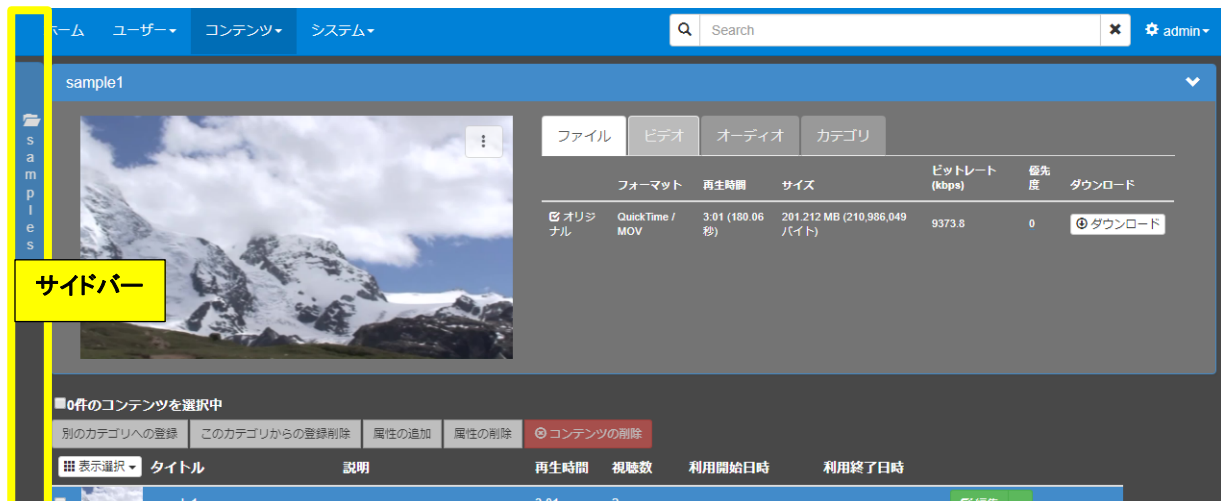 ホーム ユーザー コンテンツ システム Search admin
sample1
samples
サイドバー
ファイル ビデオ オーディオ カテゴリ
フォーマット 再生時間 サイズ ビットレート (kbps) 優先度 ダウンロード
オリジナル QuickTime / MOV 3:01 (180.06 秒) 201.212 MB (210,986,049 バイト) 9373.8 0 ダウンロード
0件のコンテンツを選択中
別のカテゴリへの登録 このカテゴリからの登録削除 属性の追加 属性の削除 コンテンツの削除
表示選択 タイトル 説明 再生時間 視聴数 利用開始日時 利用終了日時